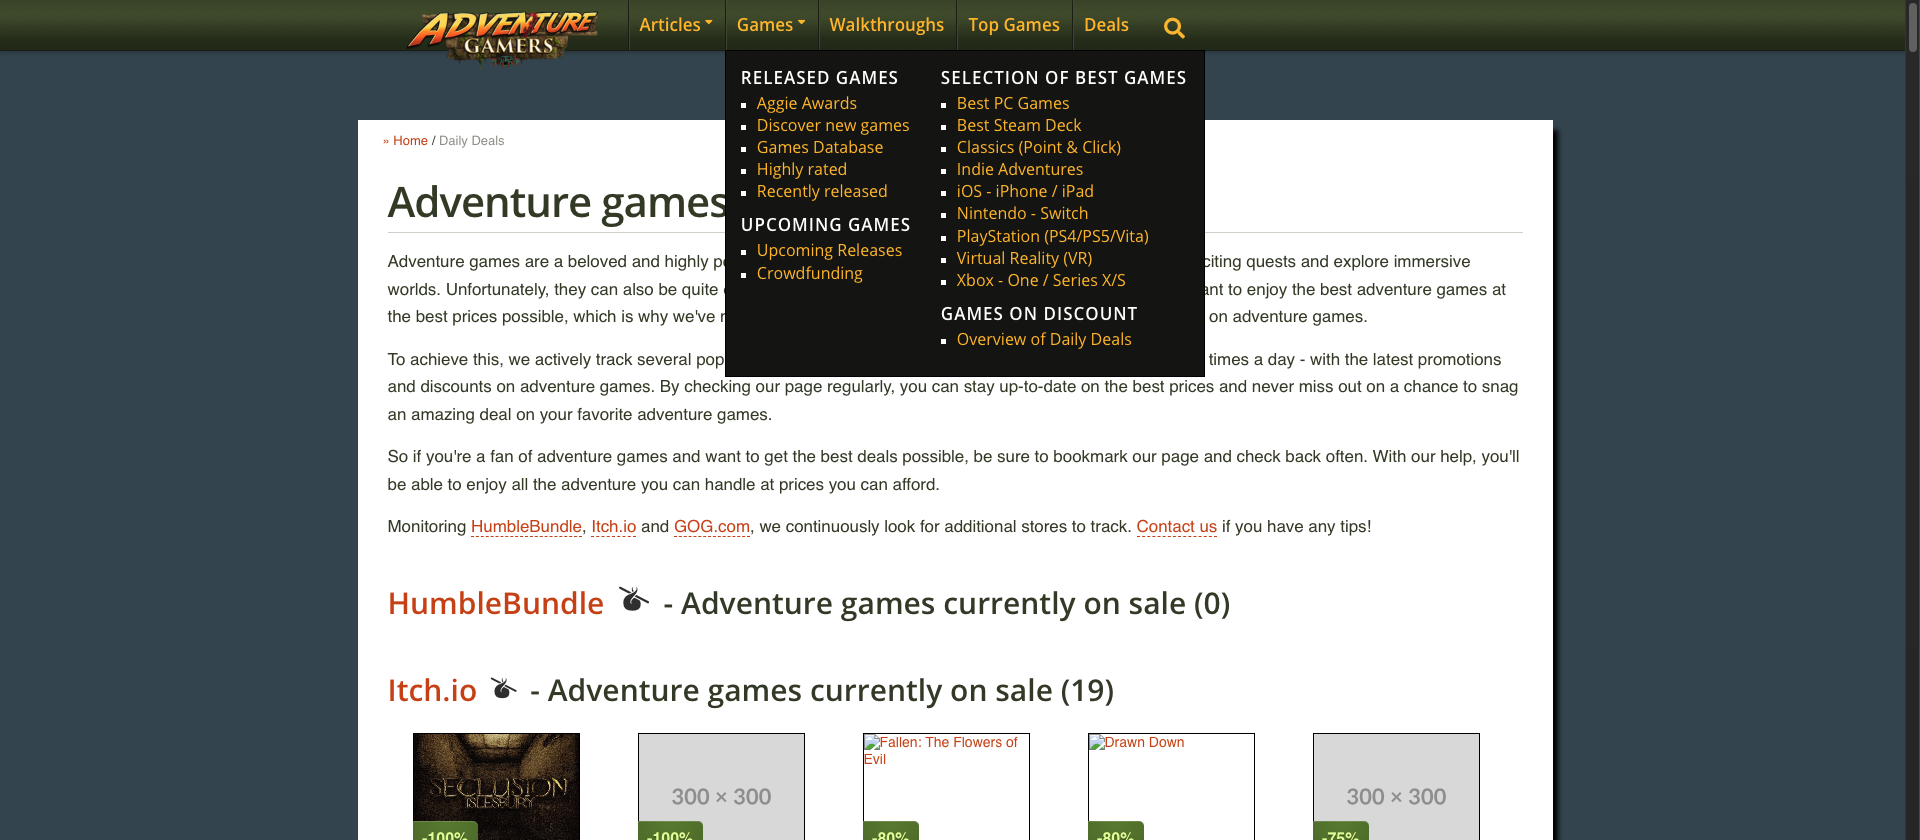 ADVENTURE
GAMERS
Articles
Games
Walkthroughs
Top Games
Deals
RELEASED GAMES
Aggie Awards
Discover new games
Games Database
Highly rated
Recently released
UPCOMING GAMES
Upcoming Releases
Crowdfunding
SELECTION OF BEST GAMES
Best PC Games
Best Steam Deck
Classics (Point & Click)
Indie Adventures
iOS - iPhone / iPad
Nintendo - Switch
PlayStation (PS4/PS5/Vita)
Virtual Reality (VR)
Xbox - One / Series X/S
GAMES ON DISCOUNT
Overview of Daily Deals
» Home / Daily Deals
Adventure games
Adventure games are a beloved and highly citing quests and explore immersive
worlds. Unfortunately, they can also be quite to enjoy the best adventure games at
the best prices possible, which is why we've on adventure games.
To achieve this, we actively track several pop times a day - with the latest promotions
and discounts on adventure games. By checking our page regularly, you can stay up-to-date on the best prices and never miss out on a chance to snag
an amazing deal on your favorite adventure games.
So if you're a fan of adventure games and want to get the best deals possible, be sure to bookmark our page and check back often. With our help, you'll
be able to enjoy all the adventure you can handle at prices you can afford.
Monitoring HumbleBundle, Itch.io and GOG.com, we continuously look for additional stores to track. Contact us if you have any tips!
HumbleBundle - Adventure games currently on sale (0)
Itch.io - Adventure games currently on sale (19)
SECLUSION
ISLESBURY
-100%
300 × 300
-100%
Fallen: The Flowers of
Evil
-80%
Drawn Down
-80%
300 × 300
-75%